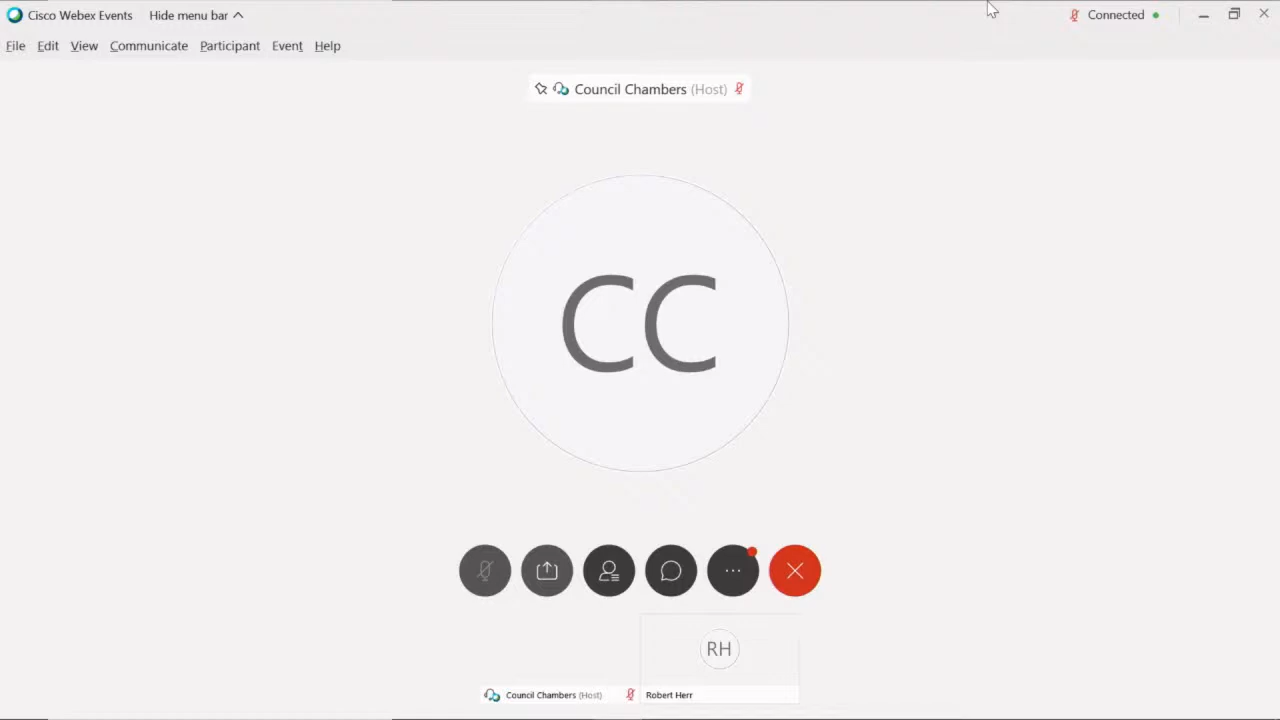 Cisco Webex Events Hide menu bar Connected
File Edit View Communicate Participant Event Help
Council Chambers (Host)
CC
RH
Council Chambers (Host) Robert Herr